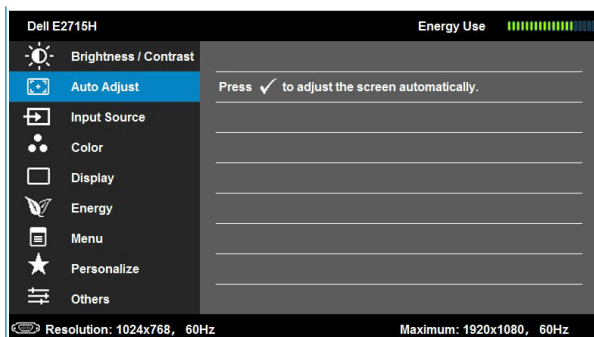 Dell E2715H Energy Use
Brightness / Contrast
Auto Adjust Press ✓ to adjust the screen automatically.
Input Source
Color
Display
Energy
Menu
Personalize
Others
Resolution: 1024x768, 60Hz Maximum: 1920x1080, 60Hz